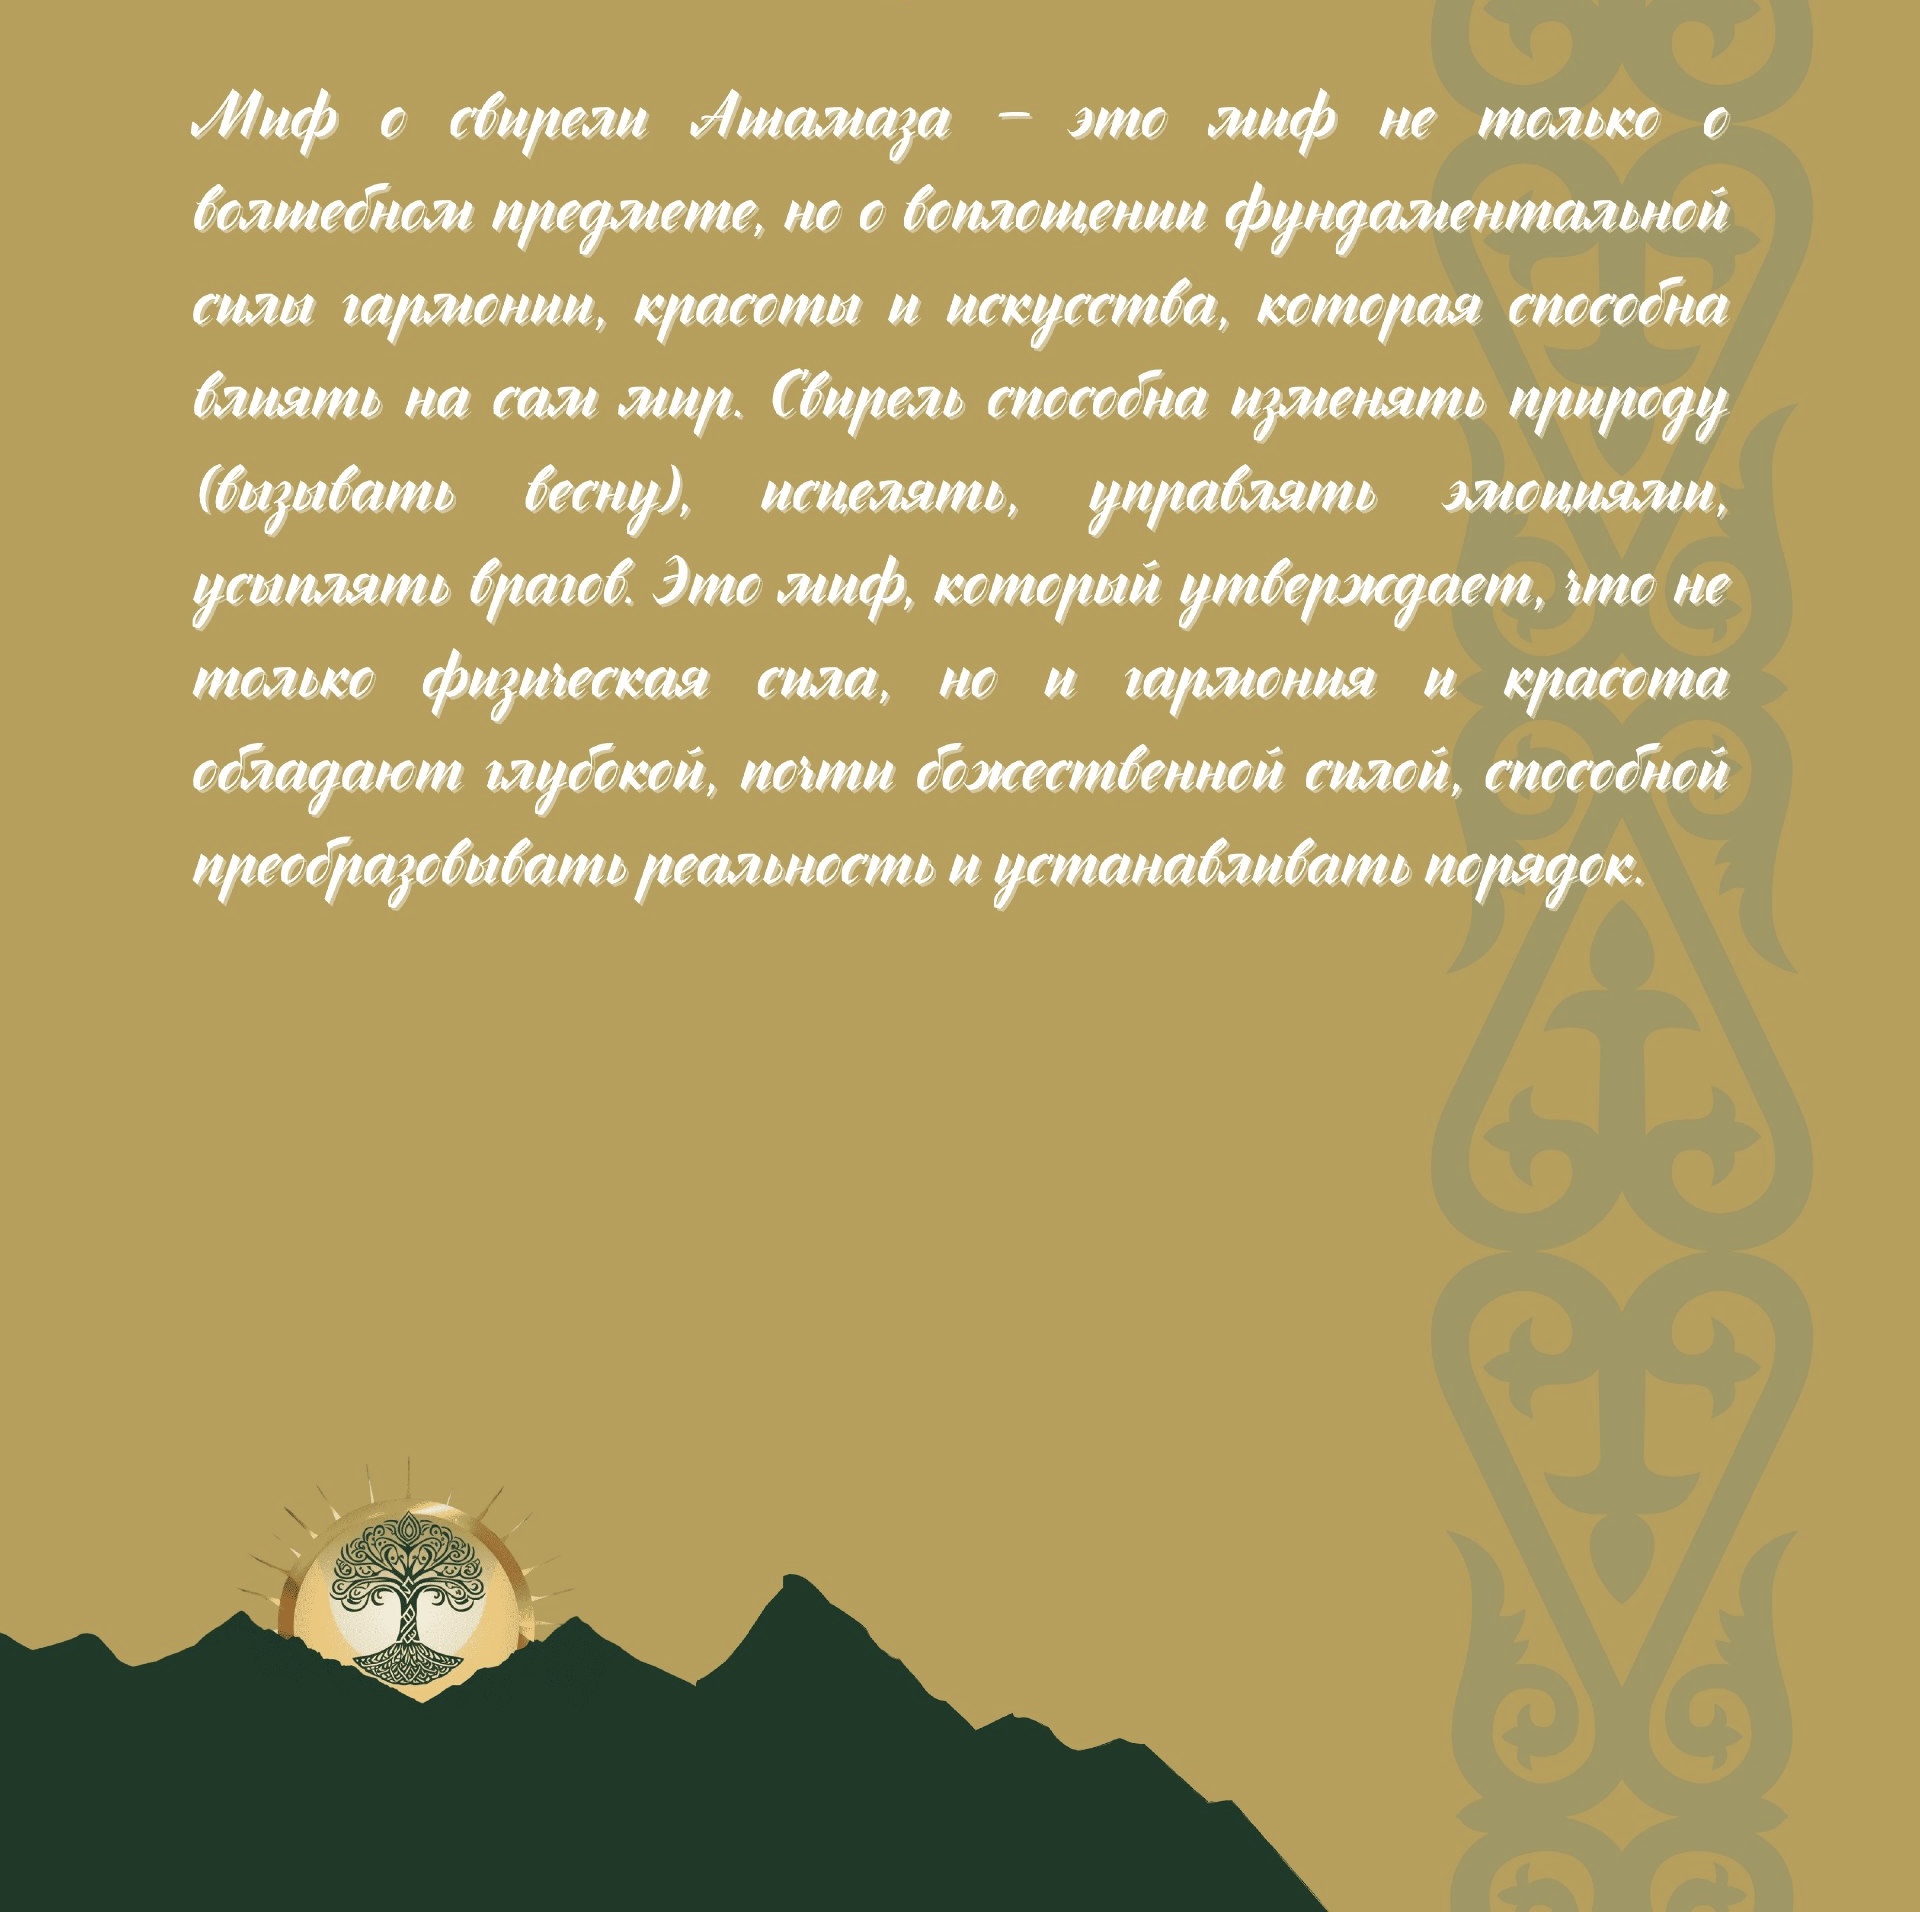 Миф о свирели Ашамаза – это миф не только о
волшебном предмете, но о воплощении фундаментальной
силы гармонии, красоты и искусства, которая способна
влиять на сам мир. Свирель способна изменять природу
(вызывать весну), исцелять, управлять эмоциями,
усыплять врагов. Это миф, который утверждает, что не
только физическая сила, но и гармония и красота
обладают глубокой, почти божественной силой, способной
преобразовывать реальность и устанавливать порядок.